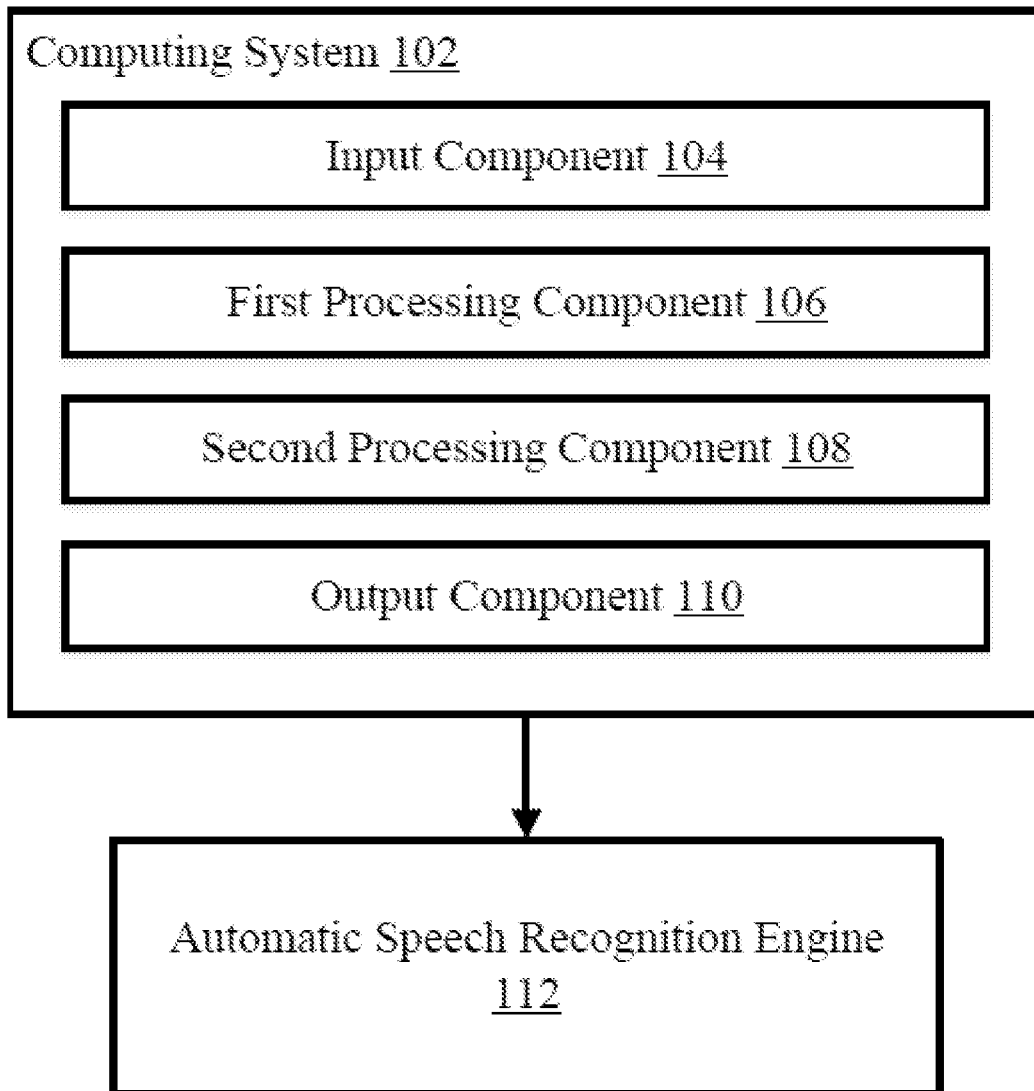 Computing System 102
Input Component 104
First Processing Component 106
Second Processing Component 108
Output Component 110
Automatic Speech Recognition Engine
112